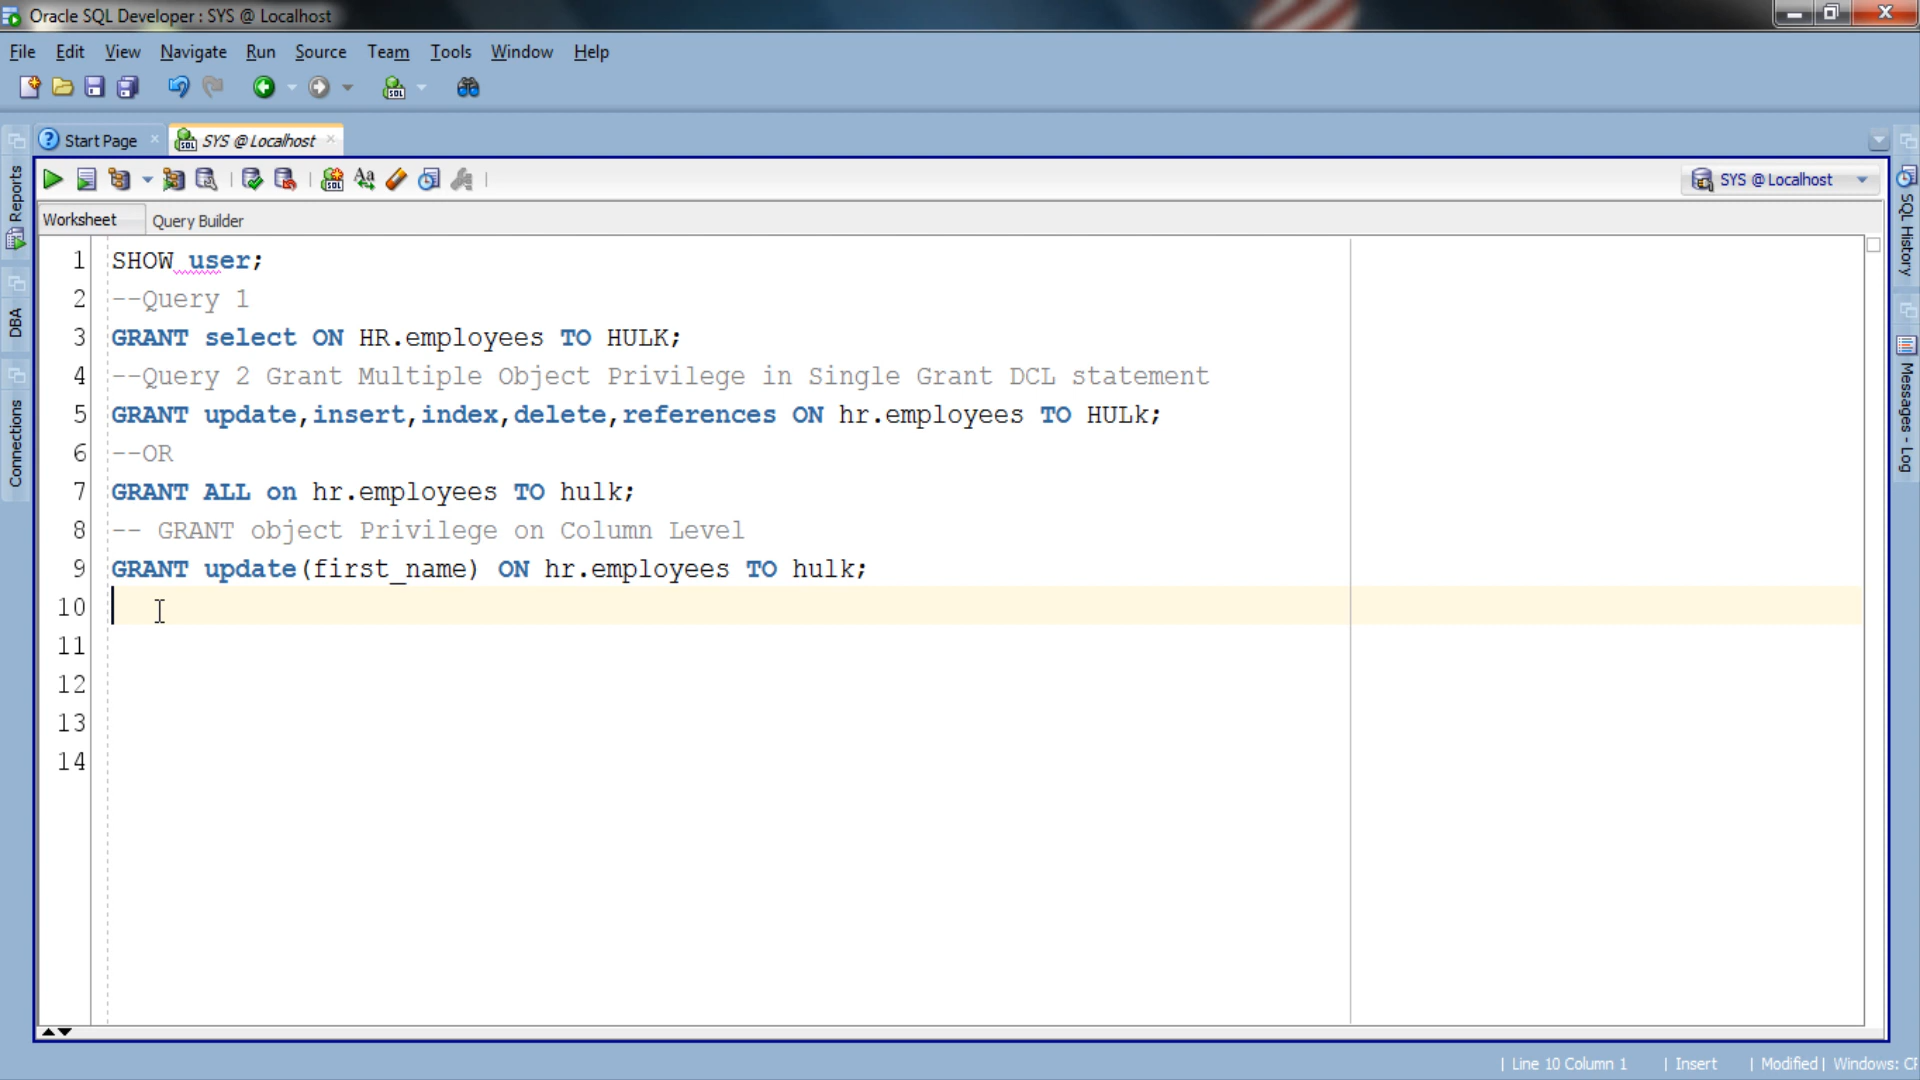 Oracle SQL Developer : SYS @ Localhost
File Edit View Navigate Run Source Team Tools Window Help
Start Page SYS @ Localhost
SYS @ Localhost
Worksheet Query Builder
1 SHOW user;
2 --Query 1
3 GRANT select ON HR.employees TO HULK;
4 --Query 2 Grant Multiple Object Privilege in Single Grant DCL statement
5 GRANT update,insert,index,delete,references ON hr.employees TO HULk;
6 --OR
7 GRANT ALL on hr.employees TO hulk;
8 -- GRANT object Privilege on Column Level
9 GRANT update(first_name) ON hr.employees TO hulk;
10
11
12
13
14
Reports
DBA
Connections
SQL History
Messages - Log
Line 10 Column 1 | Insert | Modified | Windows: